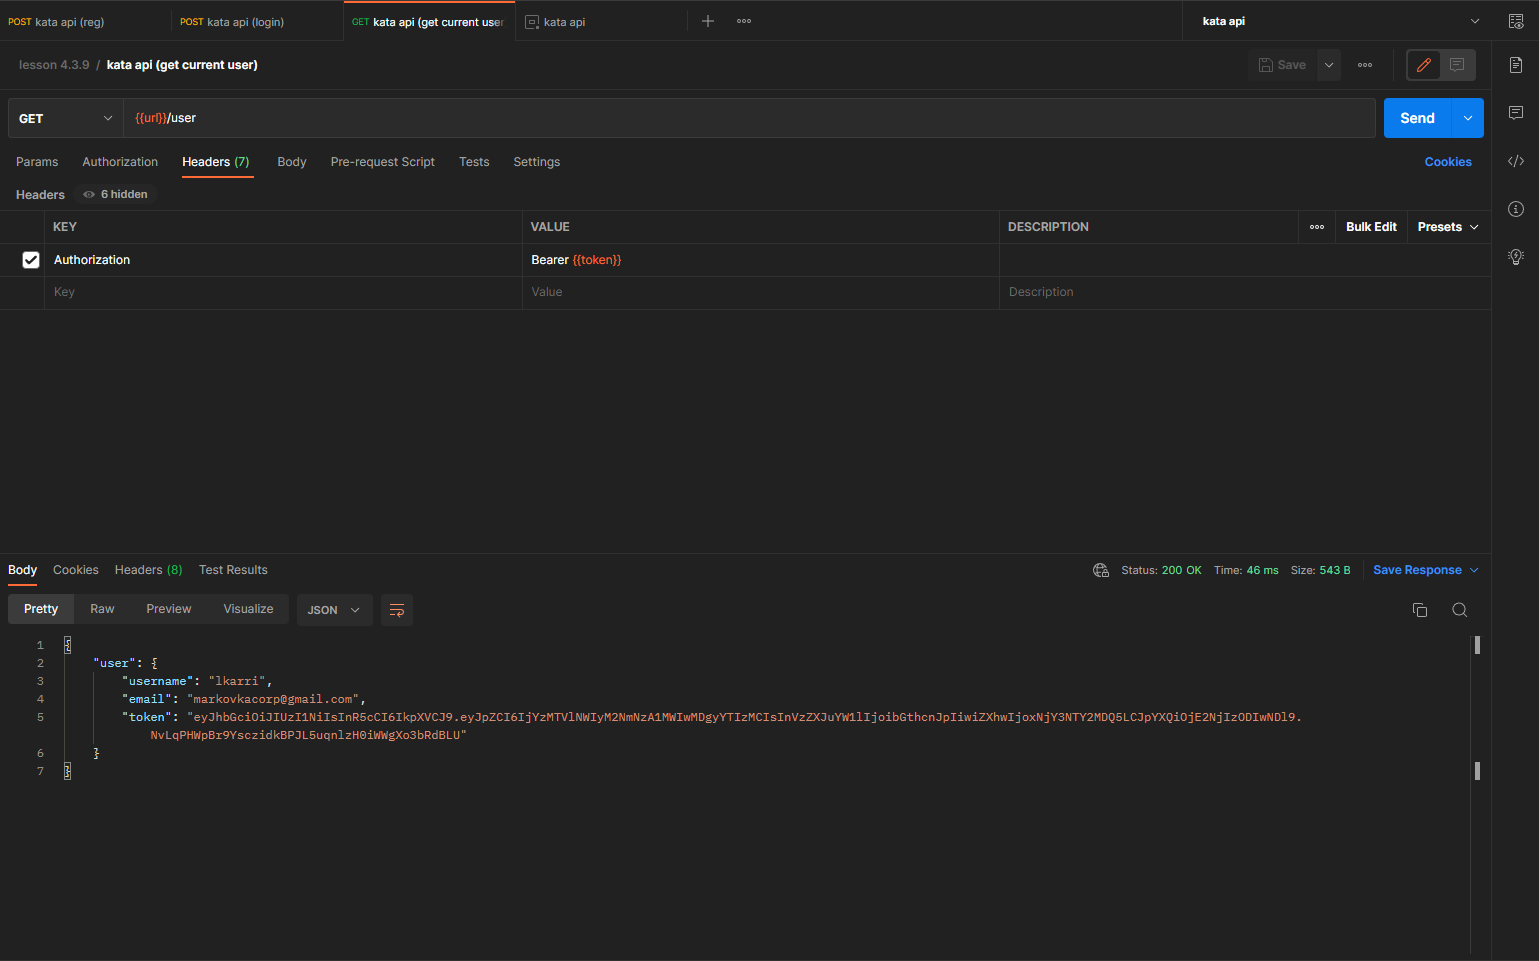 POST kata api (reg)
POST kata api (login)
GET kata api (get current user
kata api
kata api
lesson 4.3.9 / kata api (get current user)
Save
GET
{{url}}/user
Send
Params Authorization Headers (7) Body Pre-request Script Tests Settings
Cookies
Headers 6 hidden
KEY VALUE DESCRIPTION Bulk Edit Presets
Authorization Bearer {{token}}
Key Value Description
Body Cookies Headers (8) Test Results
Status: 200 OK Time: 46 ms Size: 543 B Save Response
Pretty Raw Preview Visualize JSON
1 {
2 "user": {
3 "username": "lkarri",
4 "email": "markovkacorp@gmail.com",
5 "token": "eyJhbGciOiJIUzI1NiIsInR5cCI6IkpXVCJ9.eyJpZCI6IjYzMTVlNWIyM2NmNzA1MWIwMDgyYTIzMCIsInVzZXJuYW1lIjoibGthcnJpIiwiZXhwIjoxNjY3NTY2MDQ5LCJpYXQiOjE2NjIzODIwNDl9.
NvLqPHWpBr9YsczidkBPJL5uqnlzH0iWWgXo3bRdBLU"
6 }
7 }